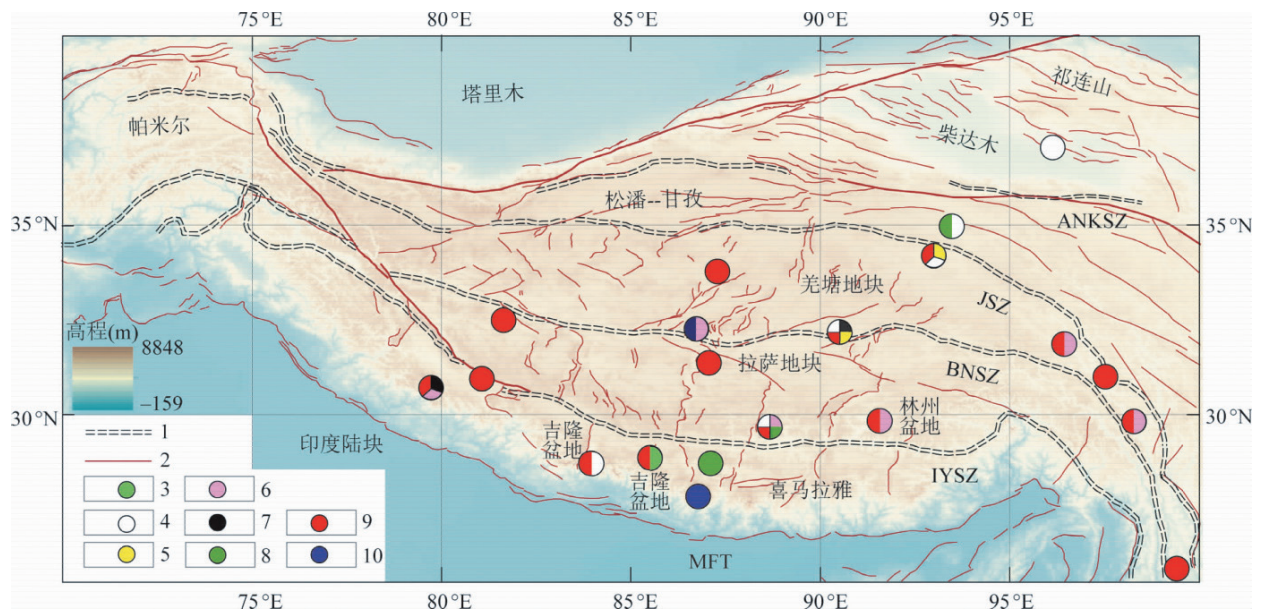 75°E 80°E 85°E 90°E 95°E
塔里木
祁连山
帕米尔
柴达木
松潘--甘孜
35°N
ANKSZ
35°N
羌塘地块
JSZ
高程(m)
8848
-159
拉萨地块
BNSZ
30°N
林州
盆地
30°N
1
印度陆块
吉隆
盆地
2
吉隆
盆地
喜马拉雅
IYSZ
3
6
4
7
9
5
8
10
MFT
75°E 80°E 85°E 90°E 95°E